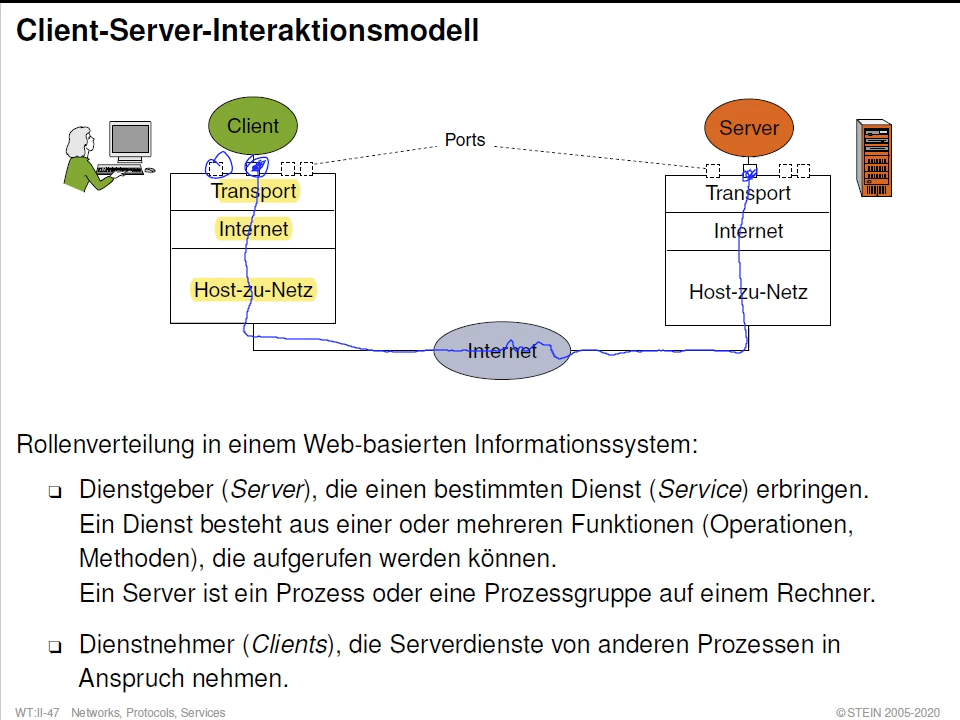 Client-Server-Interaktionsmodell
Client
Server
Ports
Transport
Transport
Internet
Internet
Host-zu-Netz
Host-zu-Netz
Internet
Rollenverteilung in einem Web-basierten Informationssystem:
❑ Dienstgeber (Server), die einen bestimmten Dienst (Service) erbringen.
Ein Dienst besteht aus einer oder mehreren Funktionen (Operationen,
Methoden), die aufgerufen werden können.
Ein Server ist ein Prozess oder eine Prozessgruppe auf einem Rechner.
❑ Dienstnehmer (Clients), die Serverdienste von anderen Prozessen in
Anspruch nehmen.
WT:II-47 Networks, Protocols, Services
©STEIN 2005-2020